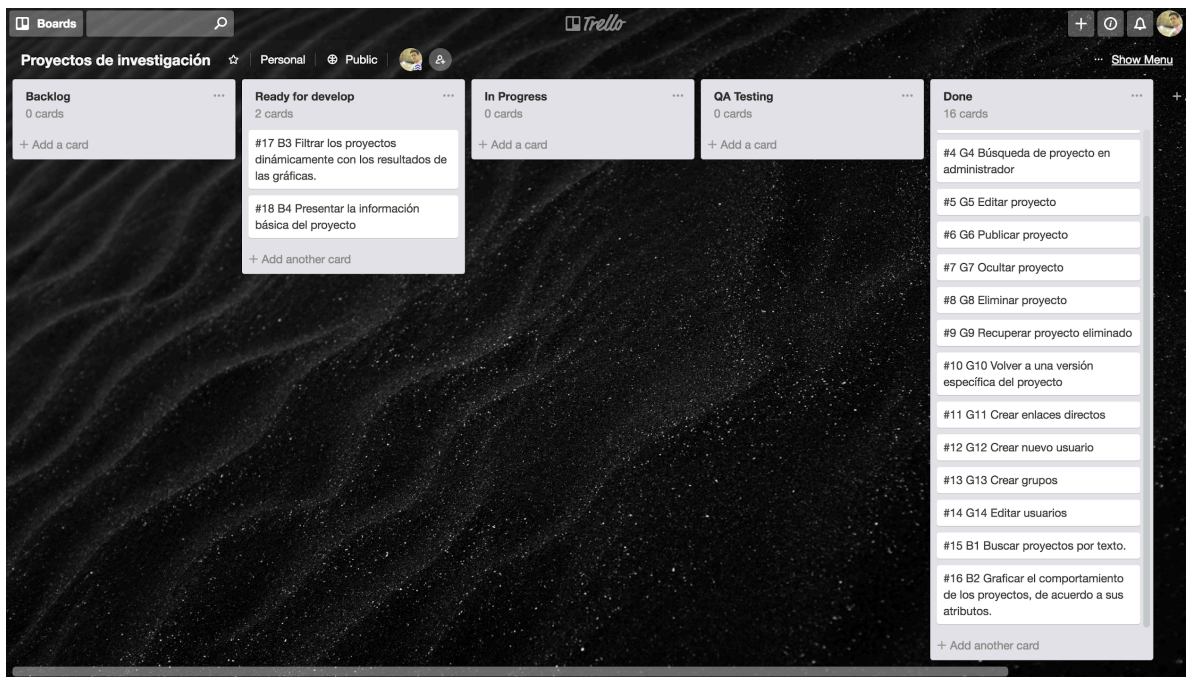 Boards
Trello
Proyectos de investigación
Personal
Public
Show Menu
Backlog
0 cards
+ Add a card
Ready for develop
2 cards
#17 B3 Filtrar los proyectos
dinámicamente con los resultados de
las gráficas.
#18 B4 Presentar la información
básica del proyecto
+ Add another card
In Progress
0 cards
+ Add a card
QA Testing
0 cards
+ Add a card
Done
16 cards
#4 G4 Búsqueda de proyecto en
administrador
#5 G5 Editar proyecto
#6 G6 Publicar proyecto
#7 G7 Ocultar proyecto
#8 G8 Eliminar proyecto
#9 G9 Recuperar proyecto eliminado
#10 G10 Volver a una versión
específica del proyecto
#11 G11 Crear enlaces directos
#12 G12 Crear nuevo usuario
#13 G13 Crear grupos
#14 G14 Editar usuarios
#15 B1 Buscar proyectos por texto.
#16 B2 Graficar el comportamiento
de los proyectos, de acuerdo a sus
atributos.
+ Add another card